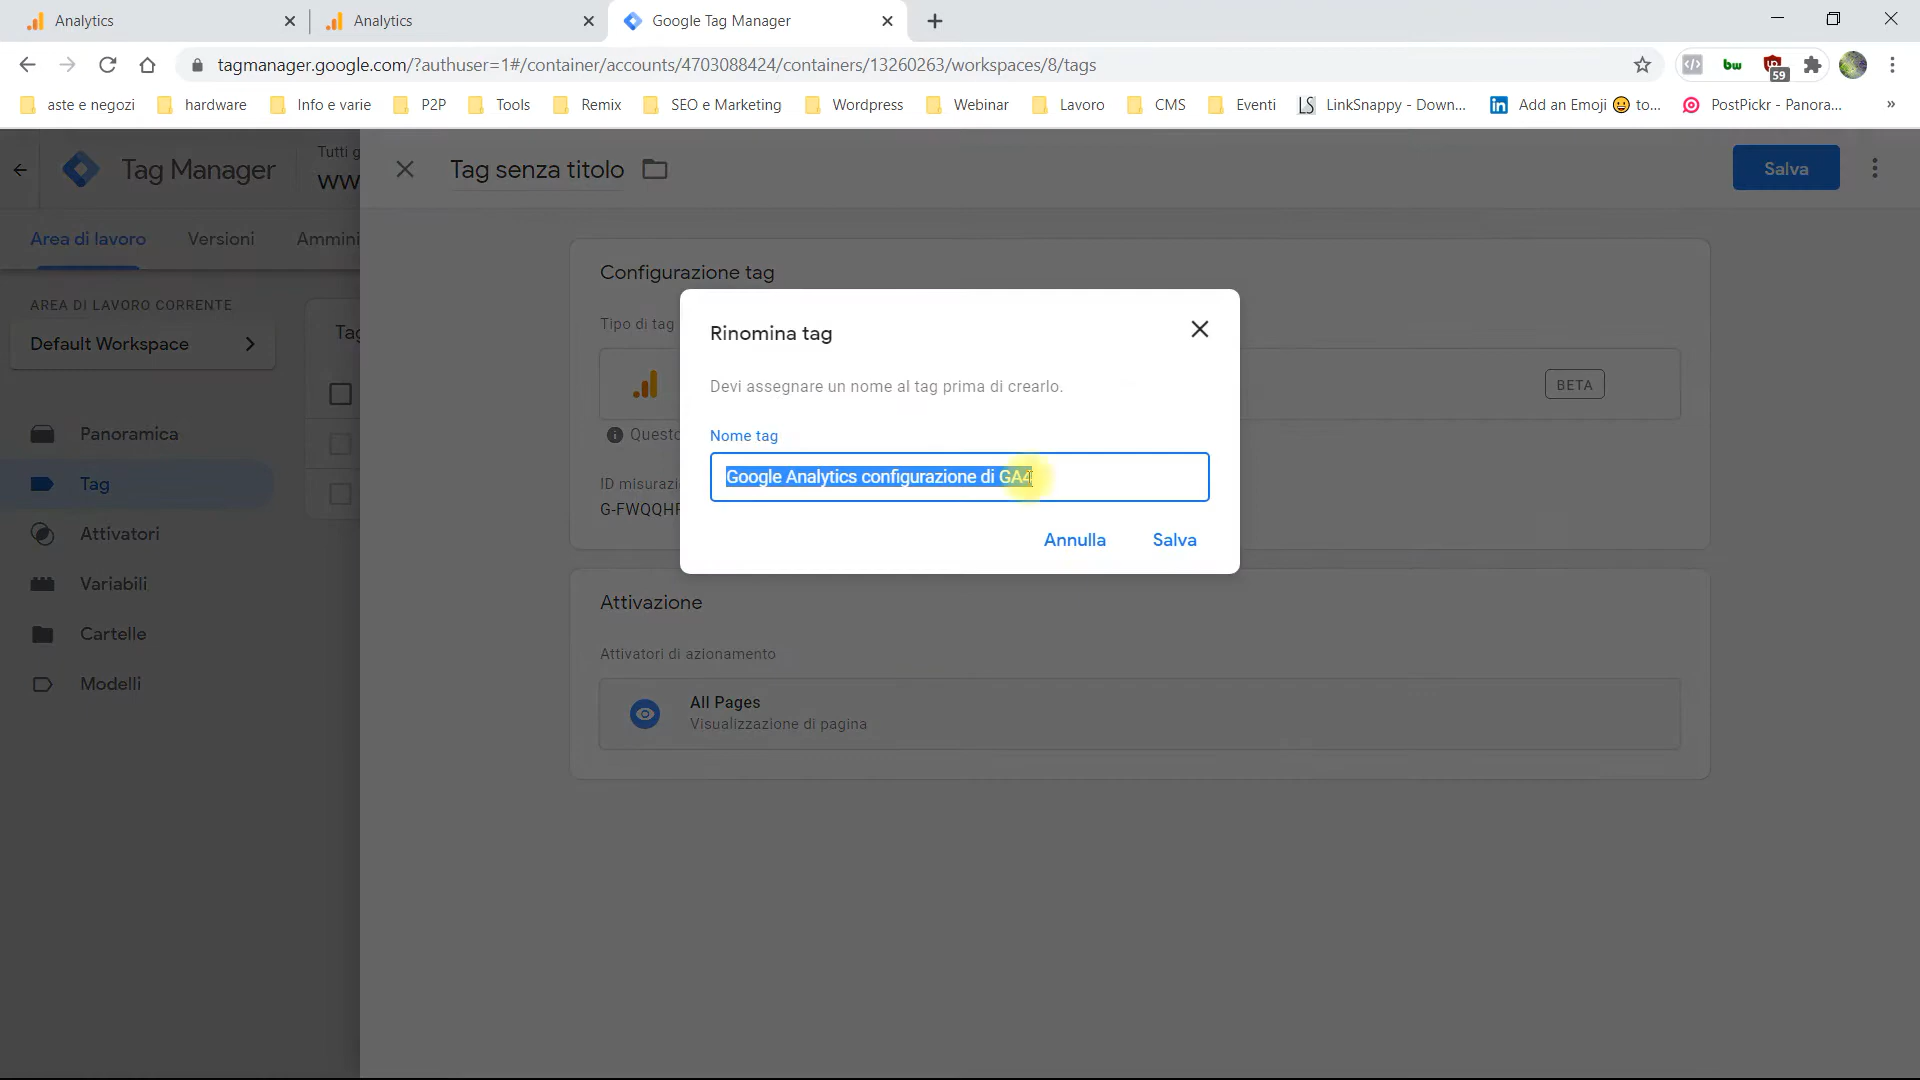 Analytics
Analytics
Google Tag Manager
tagmanager.google.com/?authuser=1#/container/accounts/4703088424/containers/13260263/workspaces/8/tags
bw
59
aste e negozi
hardware
Info e varie
P2P
Tools
Remix
SEO e Marketing
Wordpress
Webinar
Lavoro
CMS
Eventi
LS LinkSnappy - Down...
in Add an Emoji 😀 to...
PostPickr - Panora...
»
Tag Manager
Tutti g
ww
Tag senza titolo
Salva
Area di lavoro
Versioni
Ammini
AREA DI LAVORO CORRENTE
Default Workspace
Tag
Panoramica
Tag
Attivatori
Variabili
Cartelle
Modelli
Configurazione tag
Tipo di tag
BETA
Questo
ID misurazi
G-FWQQHF
Rinomina tag
Devi assegnare un nome al tag prima di crearlo.
Nome tag
Google Analytics configurazione di GA4
Annulla
Salva
Attivazione
Attivatori di azionamento
All Pages
Visualizzazione di pagina